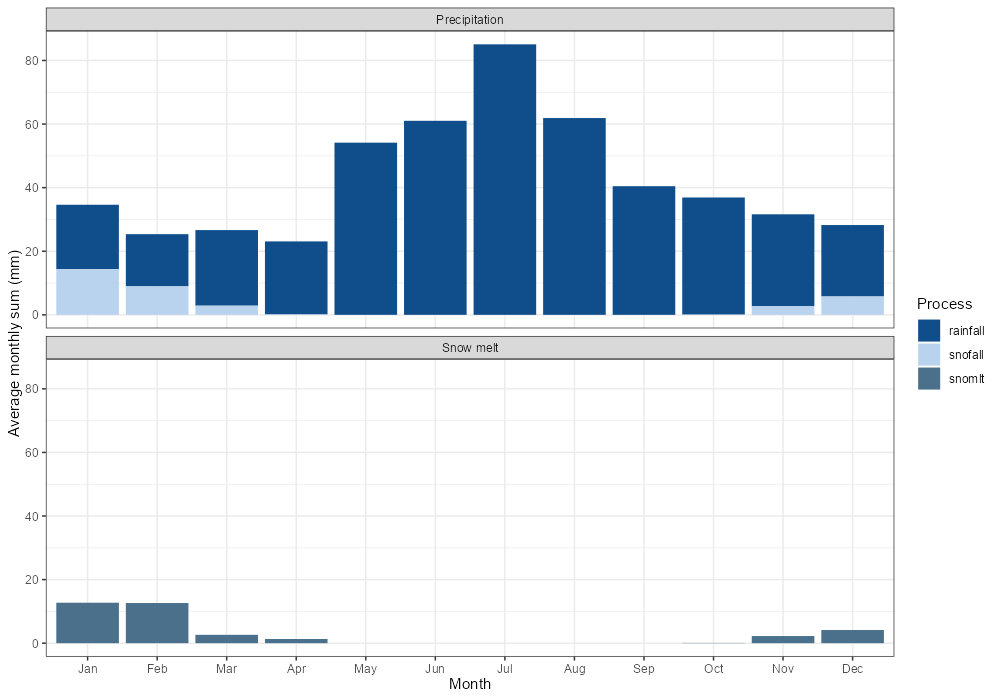 Precipitation
80
60
40
20
0
Snow melt
80
60
40
20
0
Jan Feb Mar Apr May Jun Jul Aug Sep Oct Nov Dec
Month
Average monthly sum (mm)
Process
rainfall
snofall
snomlt